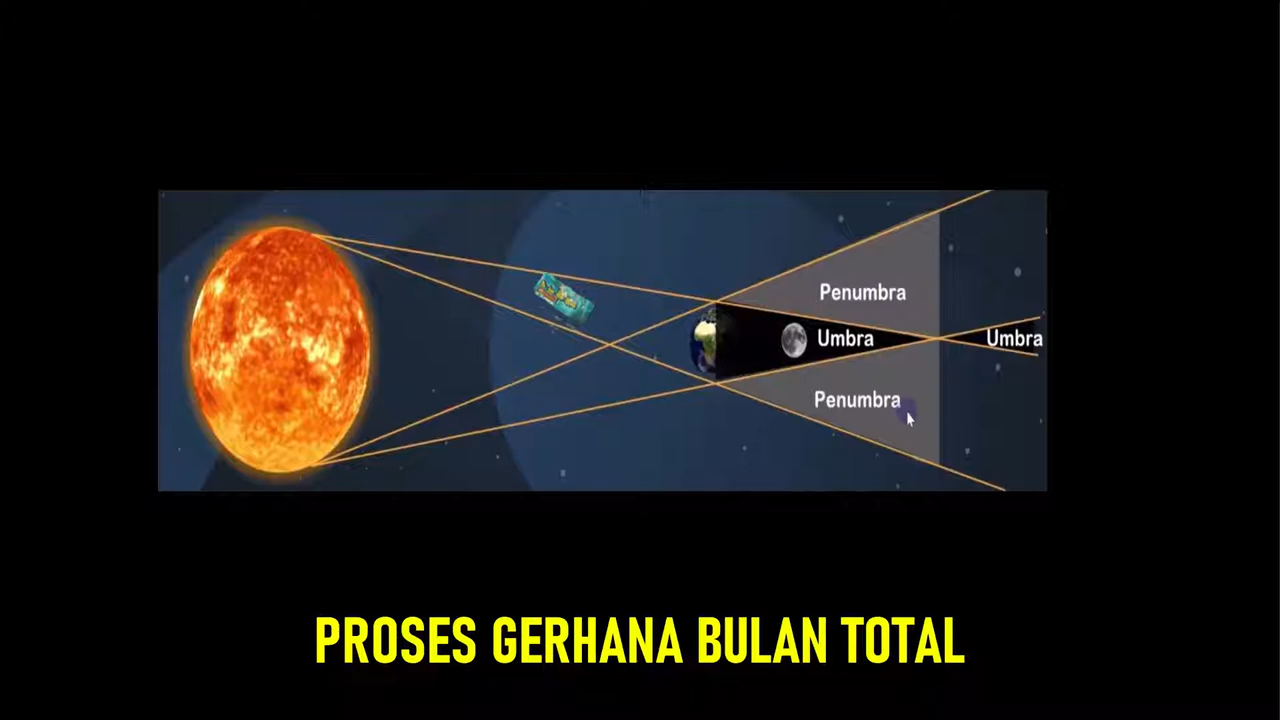 Penumbra
Umbra
Umbra
Penumbra
PROSES GERHANA BULAN TOTAL